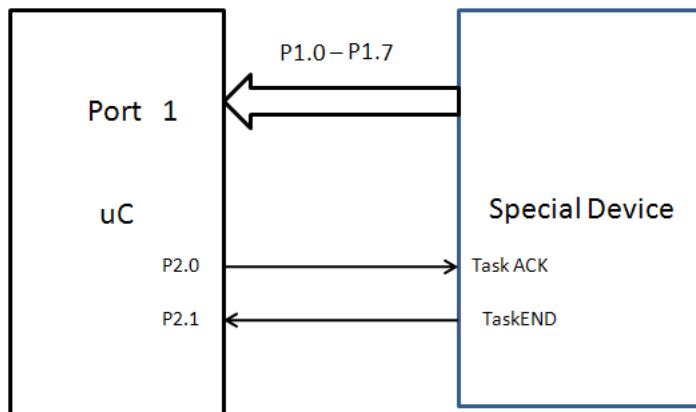 P1.0 – P1.7
Port 1
uC
Special Device
P2.0
Task ACK
P2.1
TaskEND